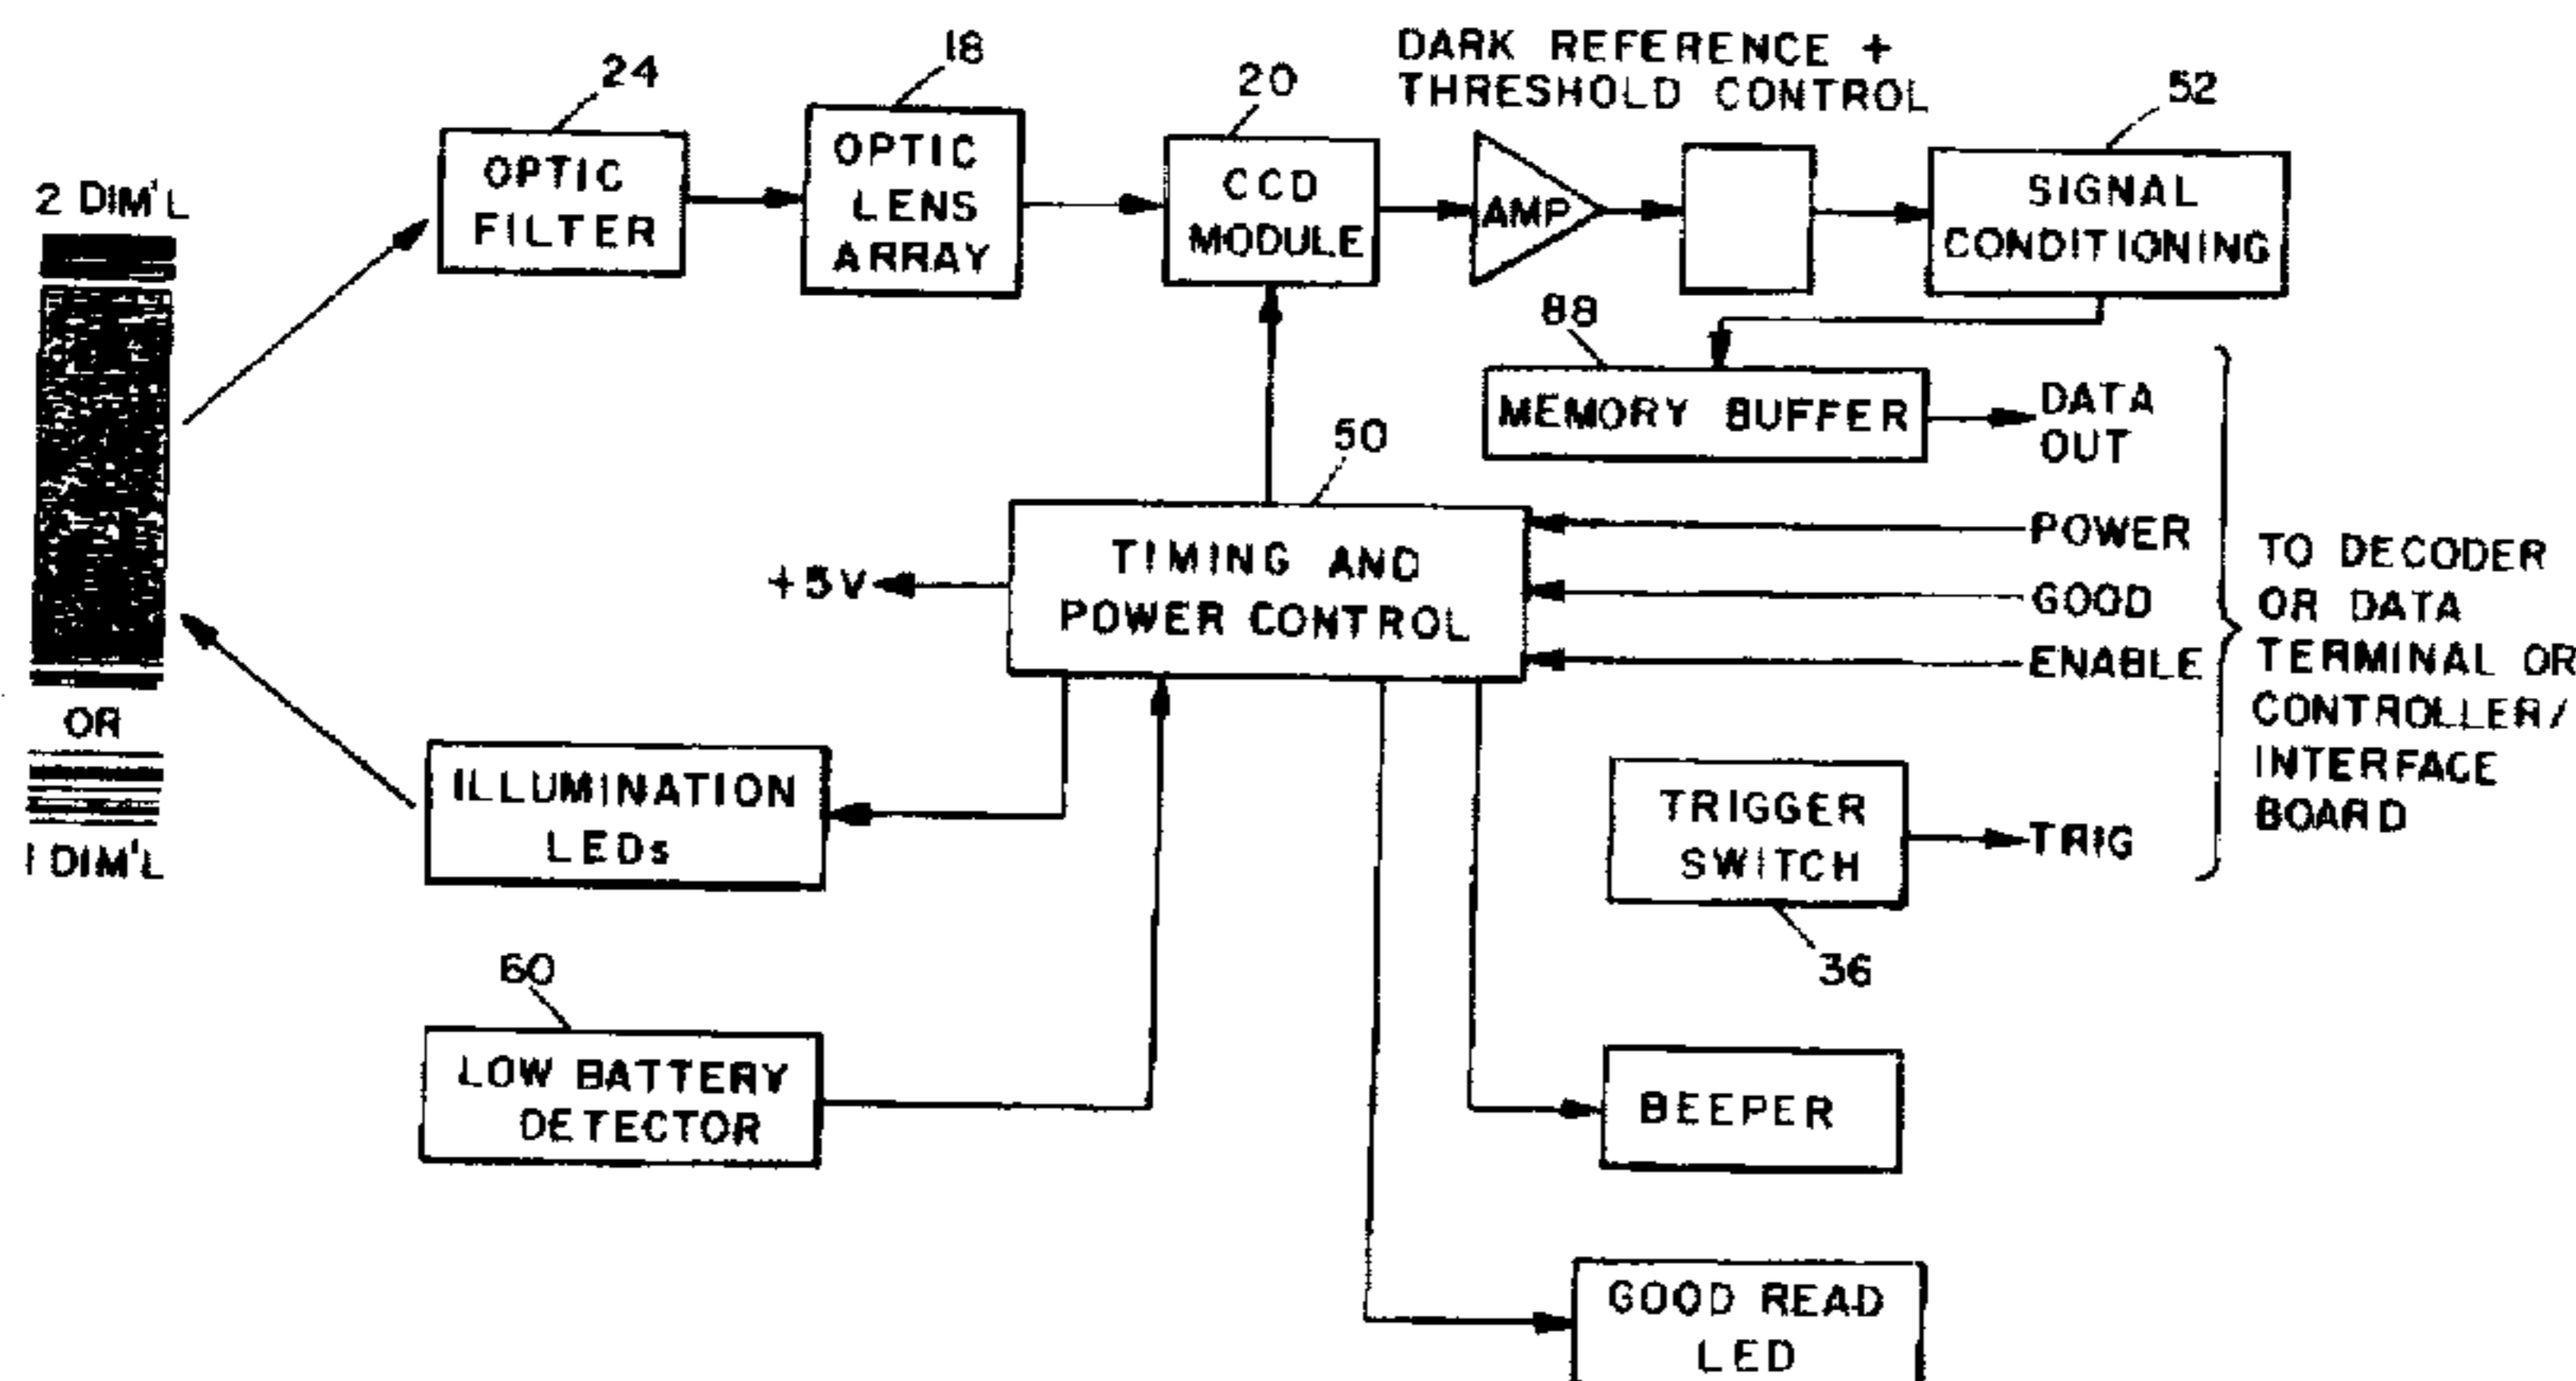 24
18
20
DARK REFERENCE +
THRESHOLD CONTROL
52
2 DIM'L
OPTIC
FILTER
OPTIC
LENS
ARRAY
CCD
MODULE
AMP
SIGNAL
CONDITIONING
88
MEMORY BUFFER
DATA
OUT
50
TIMING AND
POWER CONTROL
+5V
POWER
GOOD
ENABLE
TO DECODER
OR DATA
TERMINAL OR
CONTROLLER/
INTERFACE
BOARD
OR
1 DIM'L
ILLUMINATION
LEDs
TRIGGER
SWITCH
TRIG
36
60
LOW BATTERY
DETECTOR
BEEPER
GOOD READ
LED